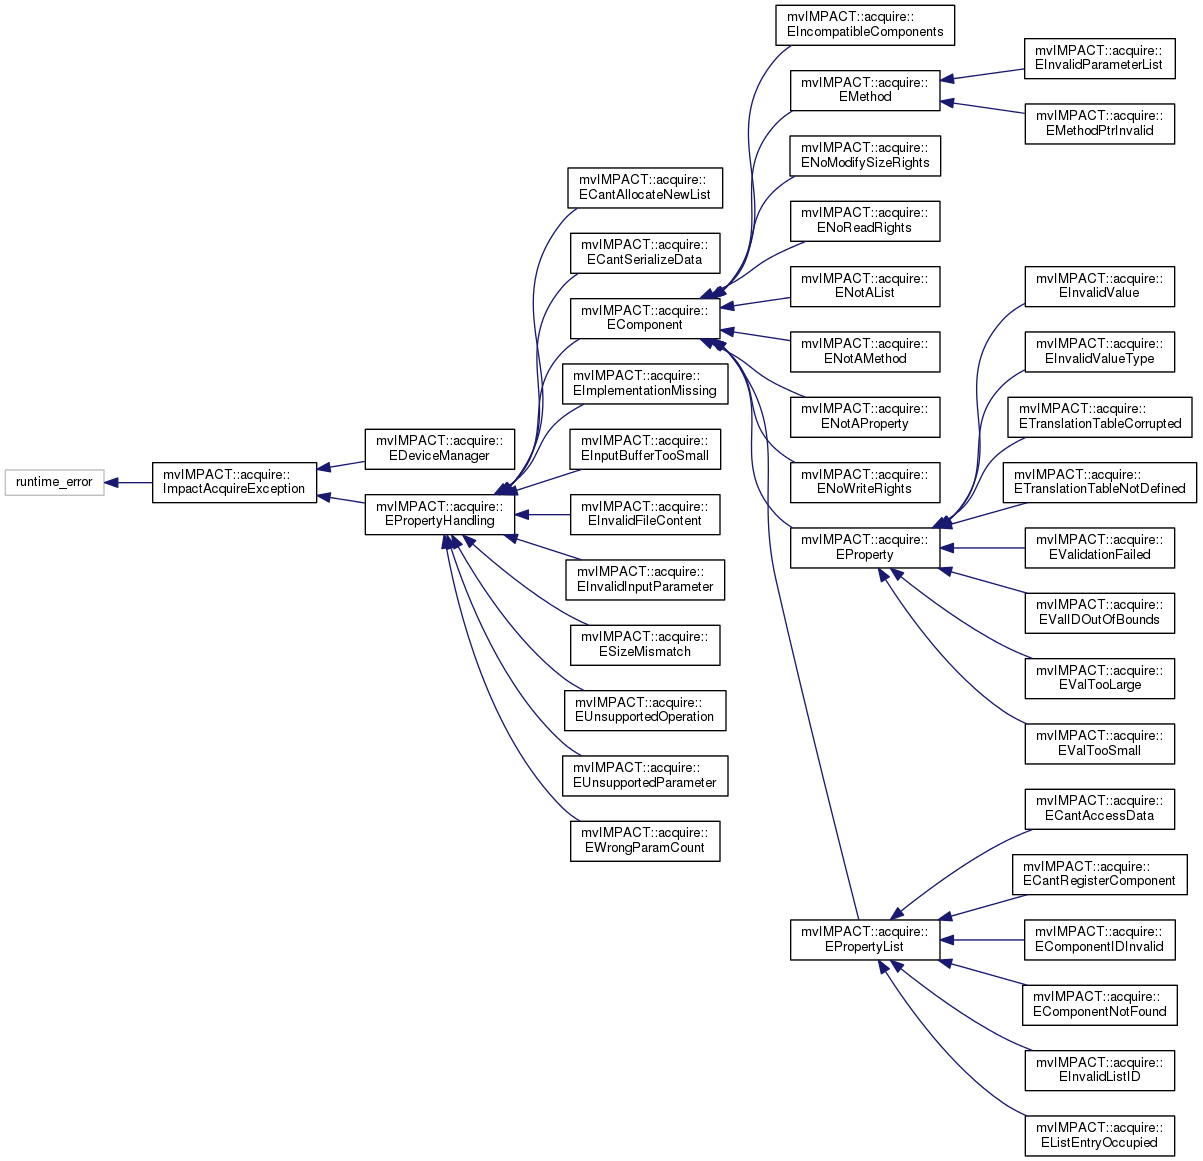 runtime_error
mvIMPACT::acquire::
ImpactAcquireException
mvIMPACT::acquire::
EDeviceManager
mvIMPACT::acquire::
EPropertyHandling
mvIMPACT::acquire::
ECantAllocateNewList
mvIMPACT::acquire::
ECantSerializeData
mvIMPACT::acquire::
EComponent
mvIMPACT::acquire::
EImplementationMissing
mvIMPACT::acquire::
EInputBufferTooSmall
mvIMPACT::acquire::
EInvalidFileContent
mvIMPACT::acquire::
EInvalidInputParameter
mvIMPACT::acquire::
ESizeMismatch
mvIMPACT::acquire::
EUnsupportedOperation
mvIMPACT::acquire::
EUnsupportedParameter
mvIMPACT::acquire::
EWrongParamCount
mvIMPACT::acquire::
EIncompatibleComponents
mvIMPACT::acquire::
EMethod
mvIMPACT::acquire::
ENoModifySizeRights
mvIMPACT::acquire::
ENoReadRights
mvIMPACT::acquire::
ENotAList
mvIMPACT::acquire::
ENotAMethod
mvIMPACT::acquire::
ENotAProperty
mvIMPACT::acquire::
ENoWriteRights
mvIMPACT::acquire::
EProperty
mvIMPACT::acquire::
EPropertyList
mvIMPACT::acquire::
EInvalidParameterList
mvIMPACT::acquire::
EMethodPtrInvalid
mvIMPACT::acquire::
EInvalidValue
mvIMPACT::acquire::
EInvalidValueType
mvIMPACT::acquire::
ETranslationTableCorrupted
mvIMPACT::acquire::
ETranslationTableNotDefined
mvIMPACT::acquire::
EValidationFailed
mvIMPACT::acquire::
EValIDOutOfBounds
mvIMPACT::acquire::
EValTooLarge
mvIMPACT::acquire::
EValTooSmall
mvIMPACT::acquire::
ECantAccessData
mvIMPACT::acquire::
ECantRegisterComponent
mvIMPACT::acquire::
EComponentIDInvalid
mvIMPACT::acquire::
EComponentNotFound
mvIMPACT::acquire::
EInvalidListID
mvIMPACT::acquire::
EListEntryOccupied